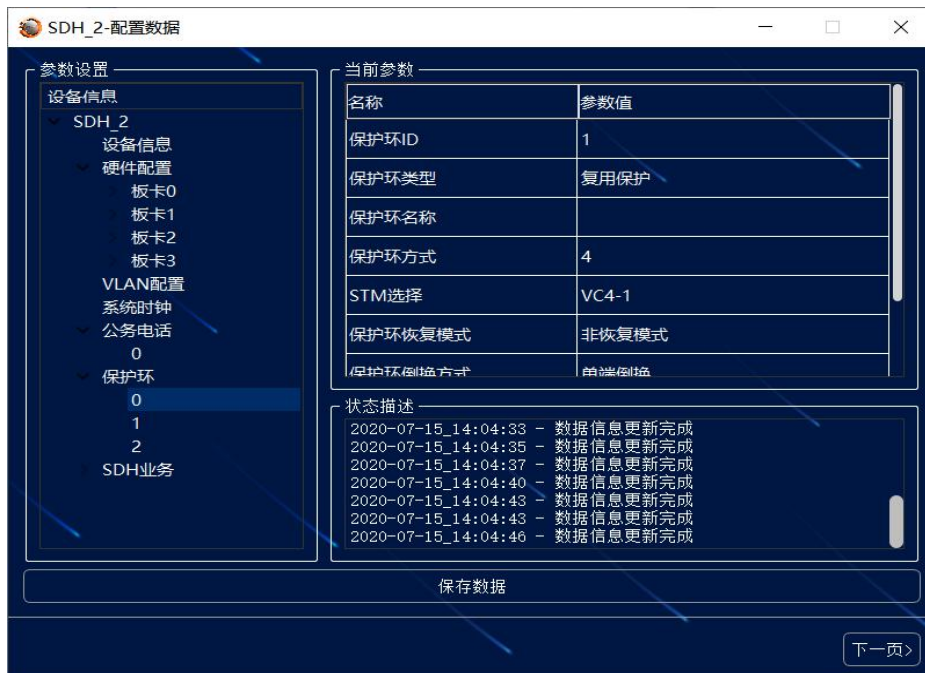 SDH_2-配置数据
参数设置
设备信息
SDH_2
设备信息
硬件配置
板卡0
板卡1
板卡2
板卡3
VLAN配置
系统时钟
公务电话
0
保护环
0
1
2
SDH业务
当前参数
名称 参数值
保护环ID 1
保护环类型 复用保护
保护环名称
保护环方式 4
STM选择 VC4-1
保护环恢复模式 非恢复模式
保护环倒换方式 单端倒换
状态描述
2020-07-15_14:04:33 - 数据信息更新完成
2020-07-15_14:04:35 - 数据信息更新完成
2020-07-15_14:04:37 - 数据信息更新完成
2020-07-15_14:04:40 - 数据信息更新完成
2020-07-15_14:04:43 - 数据信息更新完成
2020-07-15_14:04:43 - 数据信息更新完成
2020-07-15_14:04:46 - 数据信息更新完成
保存数据
下一页>